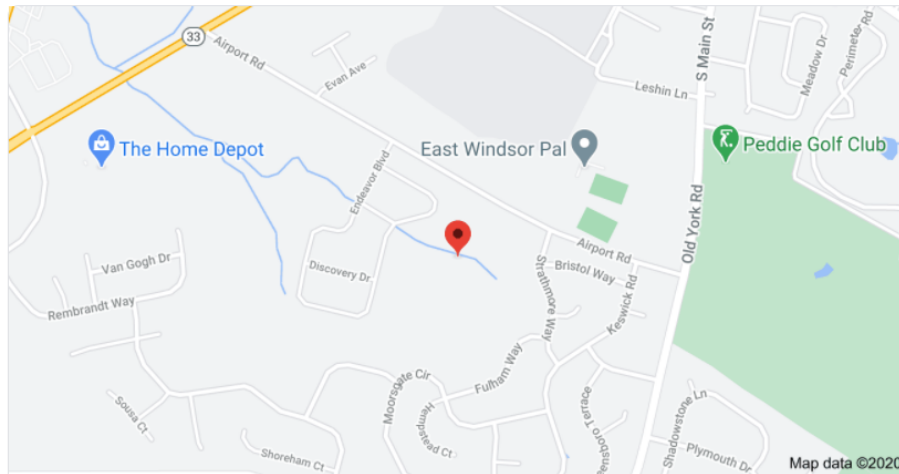 33
Airport Rd
Evan Ave
Leshin Ln
S Main St
Meadow Dr
Perimeter Rd
The Home Depot
East Windsor Pal
Peddie Golf Club
Endeavor Blvd
Old York Rd
Airport Rd
Van Gogh Dr
Discovery Dr
Strathmore Way
Bristol Way
Keswick Rd
Rembrandt Way
Moorsgate Cir
Fulham Way
Sousa Ct
Hempstead Ct
Terrace
Shadowstone Ln
Shoreham Ct
Plymouth Dr
Map data ©2020